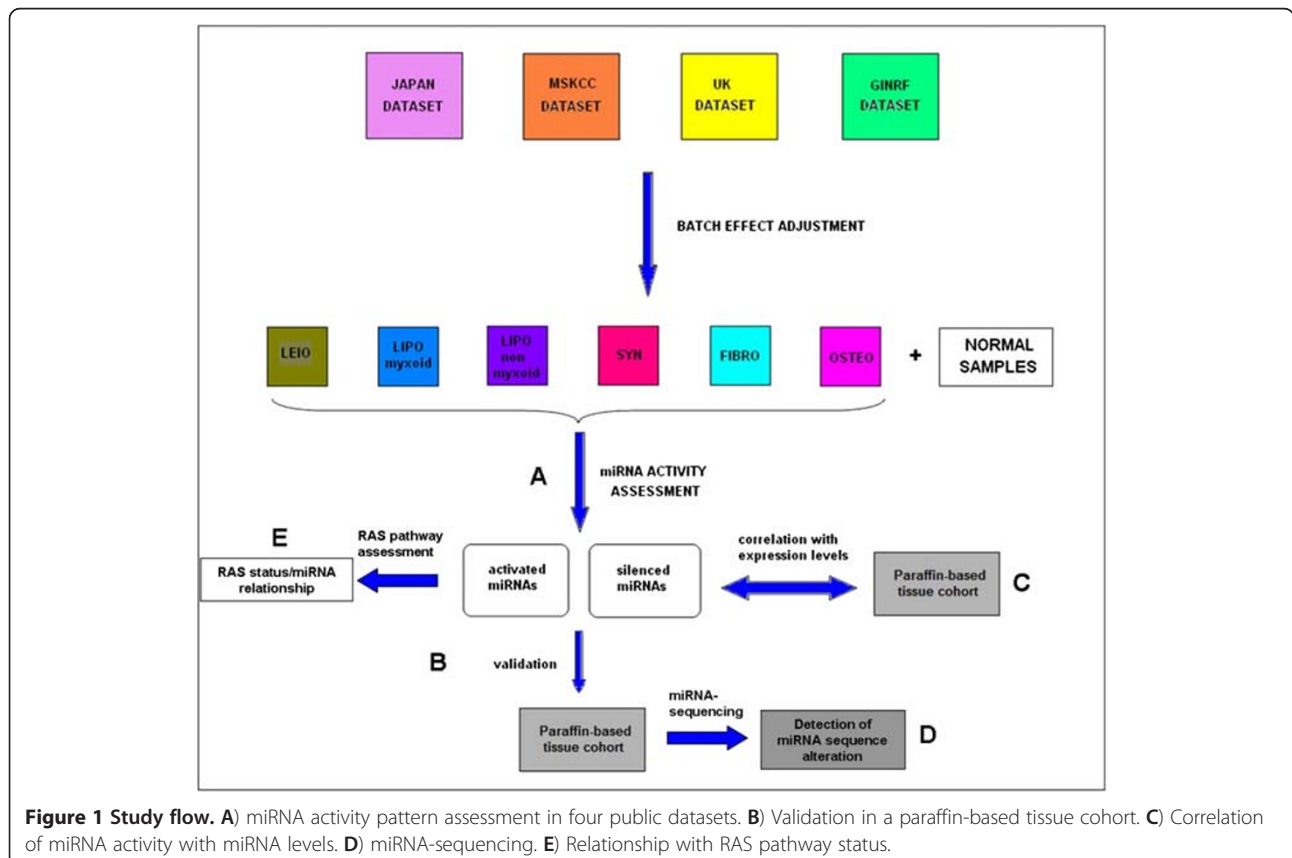 JAPAN
DATASET
MSKCC
DATASET
UK
DATASET
GINRF
DATASET
BATCH EFFECT ADJUSTMENT
LEIO
LIPO
myxoid
LIPO
non
myxoid
SYN
FIBRO
OSTEO
+
NORMAL
SAMPLES
A
miRNA ACTIVITY
ASSESSMENT
E
RAS pathway
assessment
RAS status/miRNA
relationship
activated
miRNAs
silenced
miRNAs
correlation with
expression levels
Paraffin-based
tissue cohort
C
B
validation
Paraffin-based
tissue cohort
miRNA-
sequencing
Detection of
miRNA sequence
alteration
D
Figure 1 Study flow. A) miRNA activity pattern assessment in four public datasets. B) Validation in a paraffin-based tissue cohort. C) Correlation
of miRNA activity with miRNA levels. D) miRNA-sequencing. E) Relationship with RAS pathway status.